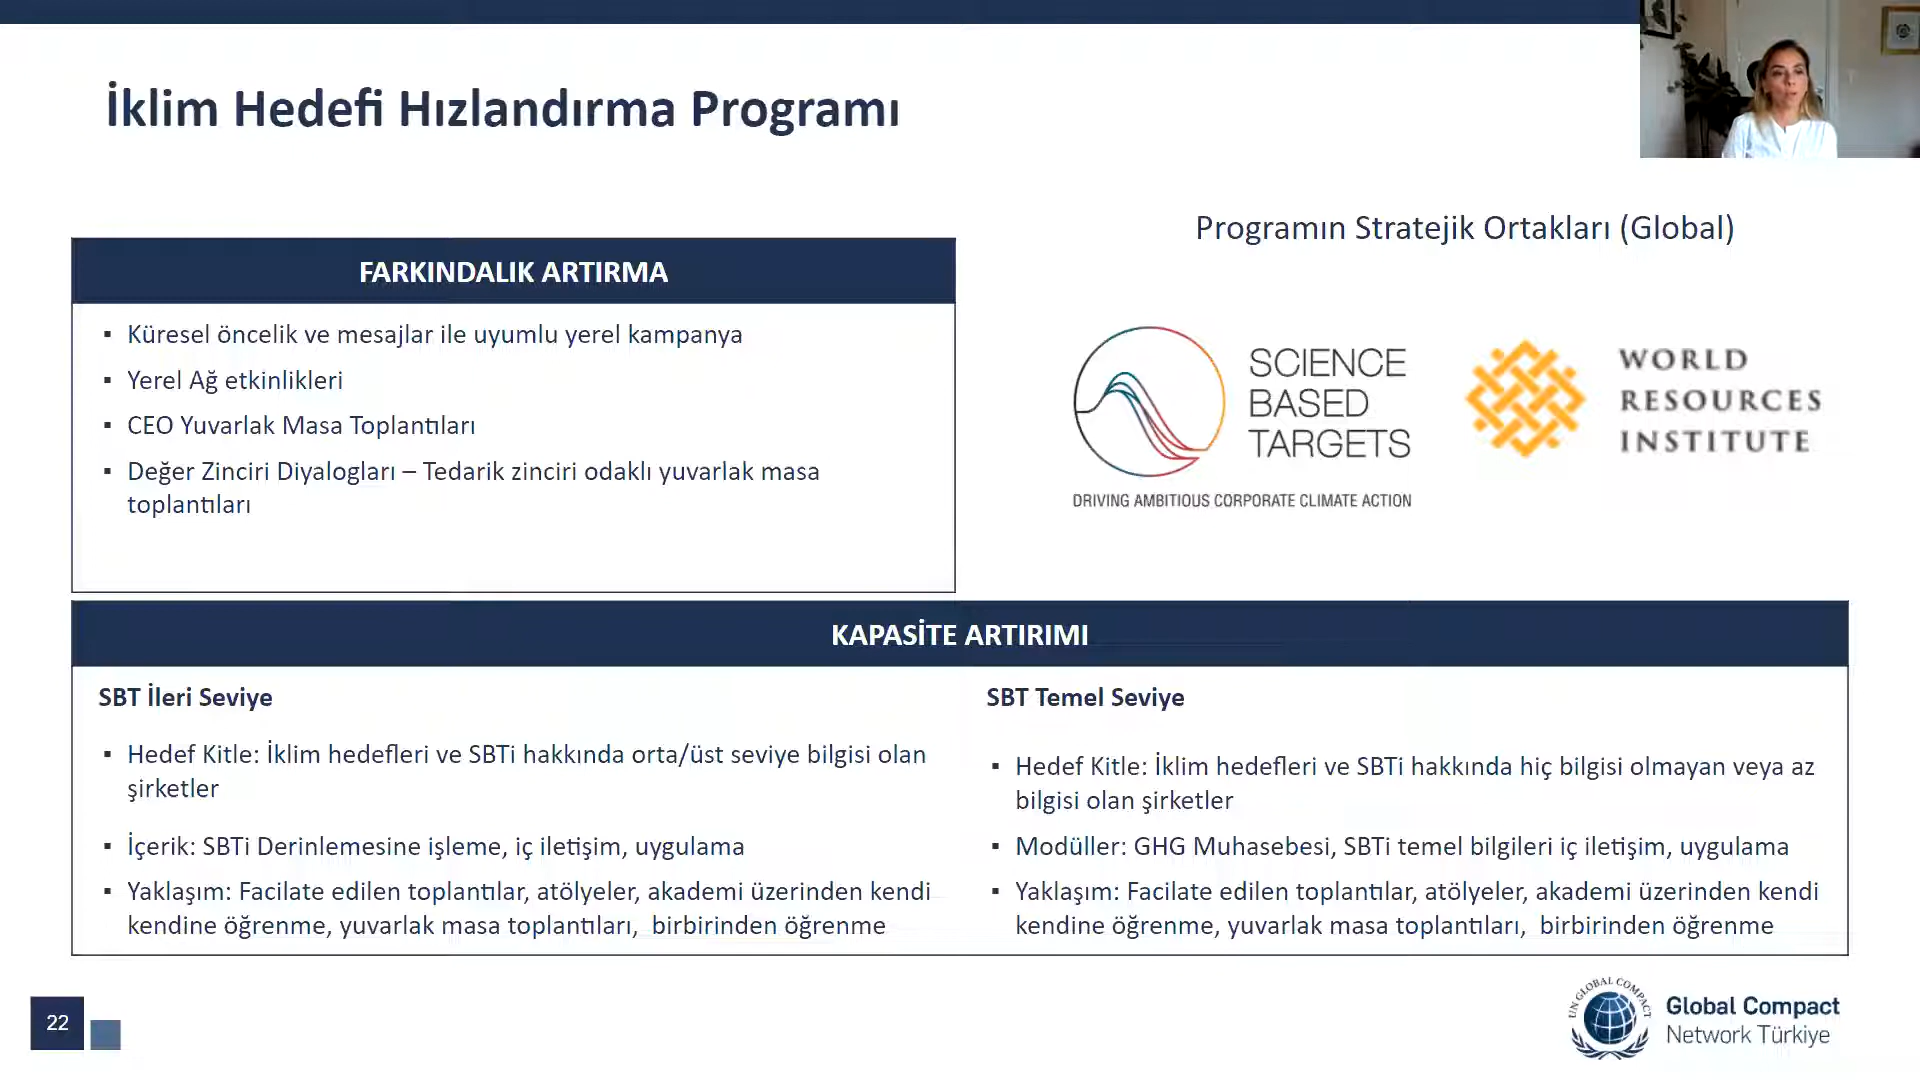 İklim Hedefi Hızlandırma Programı
FARKINDALIK ARTIRMA
▪ Küresel öncelik ve mesajlar ile uyumlu yerel kampanya
▪ Yerel Ağ etkinlikleri
▪ CEO Yuvarlak Masa Toplantıları
▪ Değer Zinciri Diyalogları – Tedarik zinciri odaklı yuvarlak masa
toplantıları
Programın Stratejik Ortakları (Global)
SCIENCE
BASED
TARGETS
DRIVING AMBITIOUS CORPORATE CLIMATE ACTION
WORLD
RESOURCES
INSTITUTE
KAPASİTE ARTIRIMI
SBT İleri Seviye
▪ Hedef Kitle: İklim hedefleri ve SBTi hakkında orta/üst seviye bilgisi olan
şirketler
▪ İçerik: SBTi Derinlemesine işleme, iç iletişim, uygulama
▪ Yaklaşım: Facilate edilen toplantılar, atölyeler, akademi üzerinden kendi
kendine öğrenme, yuvarlak masa toplantıları, birbirinden öğrenme
SBT Temel Seviye
▪ Hedef Kitle: İklim hedefleri ve SBTi hakkında hiç bilgisi olmayan veya az
bilgisi olan şirketler
▪ Modüller: GHG Muhasebesi, SBTi temel bilgileri iç iletişim, uygulama
▪ Yaklaşım: Facilate edilen toplantılar, atölyeler, akademi üzerinden kendi
kendine öğrenme, yuvarlak masa toplantıları, birbirinden öğrenme
22
UN GLOBAL COMPACT
Global Compact
Network Türkiye